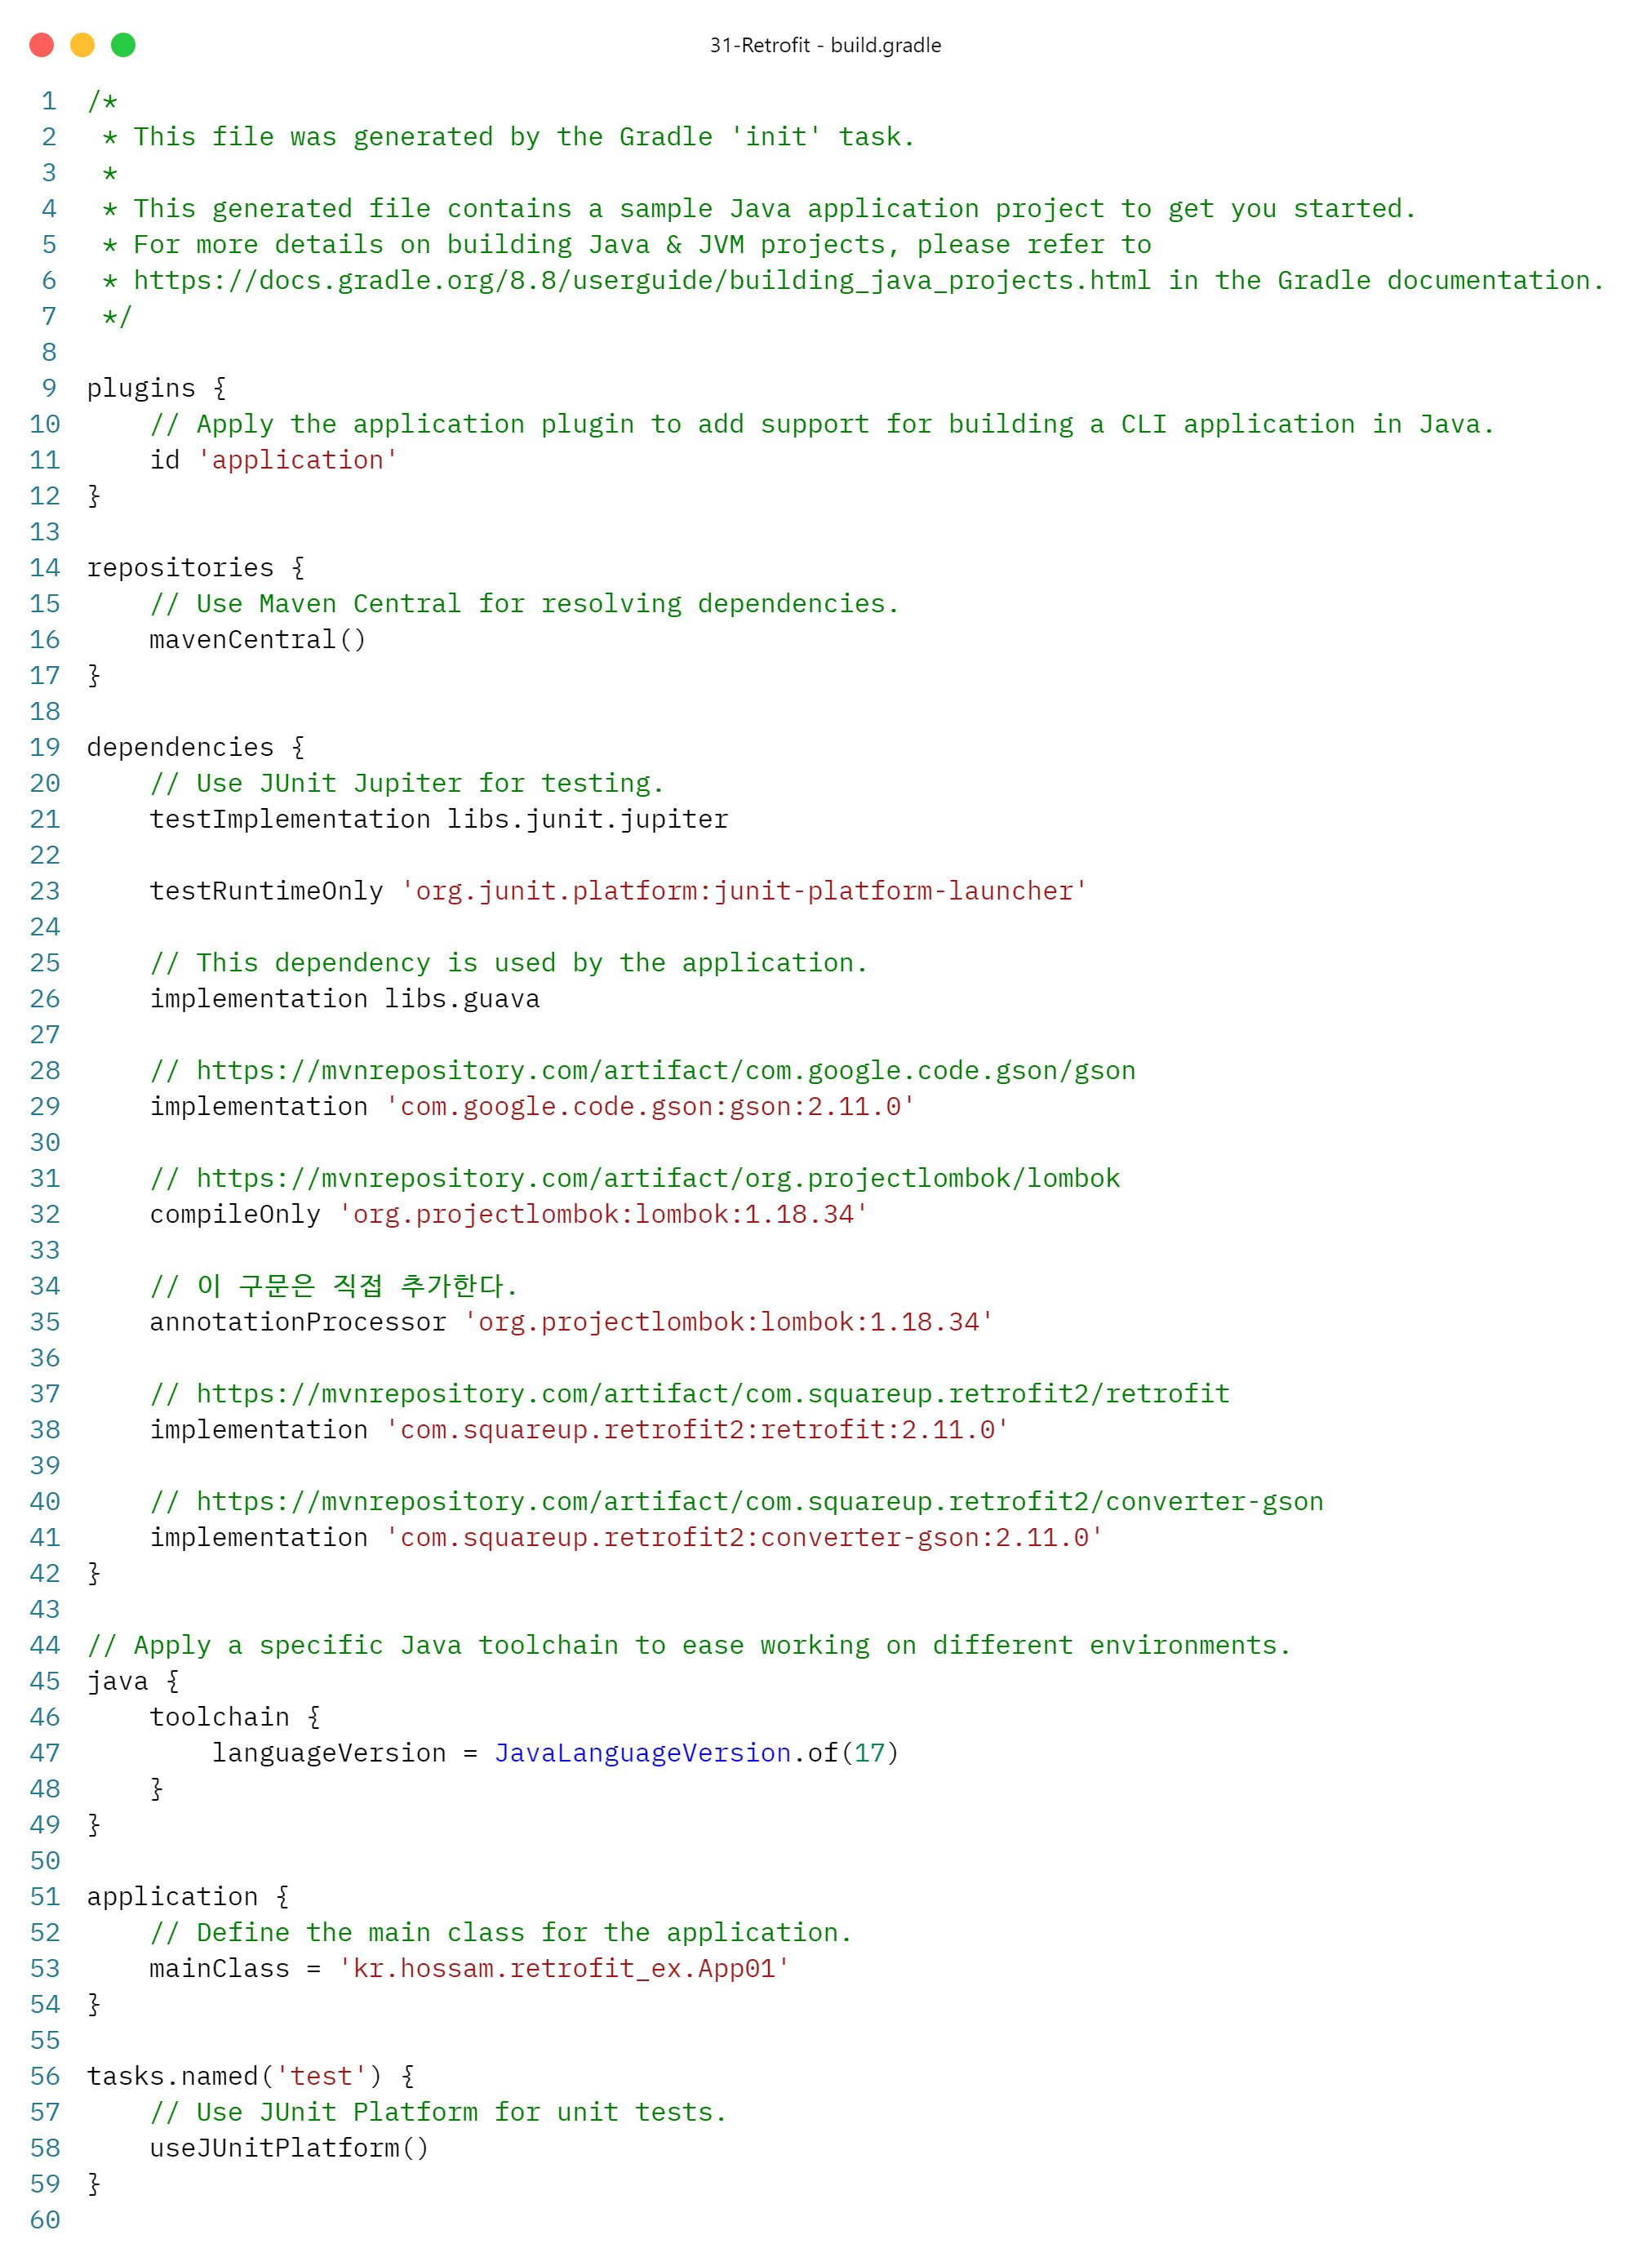 31-Retrofit - build.gradle
1 /*
2  * This file was generated by the Gradle 'init' task.
3  *
4  * This generated file contains a sample Java application project to get you started.
5  * For more details on building Java & JVM projects, please refer to
6  * https://docs.gradle.org/8.8/userguide/building_java_projects.html in the Gradle documentation.
7  */
8
9 plugins {
10     // Apply the application plugin to add support for building a CLI application in Java.
11     id 'application'
12 }
13
14 repositories {
15     // Use Maven Central for resolving dependencies.
16     mavenCentral()
17 }
18
19 dependencies {
20     // Use JUnit Jupiter for testing.
21     testImplementation libs.junit.jupiter
22
23     testRuntimeOnly 'org.junit.platform:junit-platform-launcher'
24
25     // This dependency is used by the application.
26     implementation libs.guava
27
28     // https://mvnrepository.com/artifact/com.google.code.gson/gson
29     implementation 'com.google.code.gson:gson:2.11.0'
30
31     // https://mvnrepository.com/artifact/org.projectlombok/lombok
32     compileOnly 'org.projectlombok:lombok:1.18.34'
33
34     // 이 구문은 직접 추가한다.
35     annotationProcessor 'org.projectlombok:lombok:1.18.34'
36
37     // https://mvnrepository.com/artifact/com.squareup.retrofit2/retrofit
38     implementation 'com.squareup.retrofit2:retrofit:2.11.0'
39
40     // https://mvnrepository.com/artifact/com.squareup.retrofit2/converter-gson
41     implementation 'com.squareup.retrofit2:converter-gson:2.11.0'
42 }
43
44 // Apply a specific Java toolchain to ease working on different environments.
45 java {
46     toolchain {
47         languageVersion = JavaLanguageVersion.of(17)
48     }
49 }
50
51 application {
52     // Define the main class for the application.
53     mainClass = 'kr.hossam.retrofit_ex.App01'
54 }
55
56 tasks.named('test') {
57     // Use JUnit Platform for unit tests.
58     useJUnitPlatform()
59 }
60